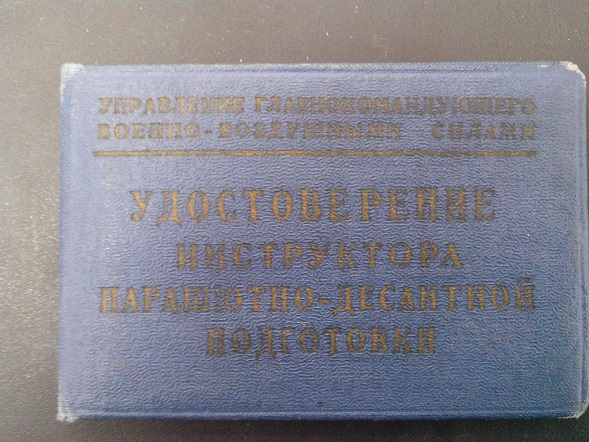 УПРАВЛЕНИЕ ГЛАВНОКОМАНДУЮЩЕГО
ВОЕННО-ВОЗДУШНЫМИ СИЛАМИ
УДОСТОВЕРЕНИЕ
ИНСТРУКТОРА
ПАРАШЮТНО-ДЕСАНТНОЙ
ПОДГОТОВКИ